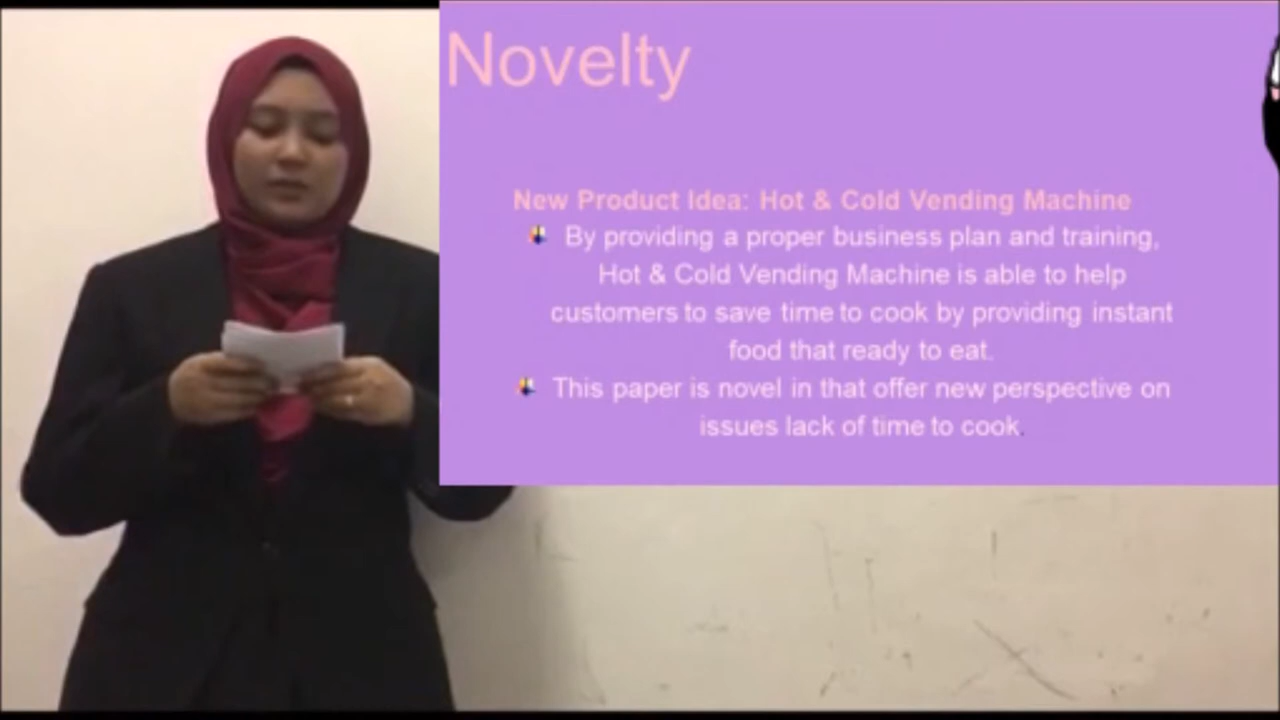 Novelty
New Product Idea: Hot & Cold Vending Machine
By providing a proper business plan and training,
Hot & Cold Vending Machine is able to help
customers to save time to cook by providing instant
food that ready to eat.
This paper is novel in that offer new perspective on
issues lack of time to cook.